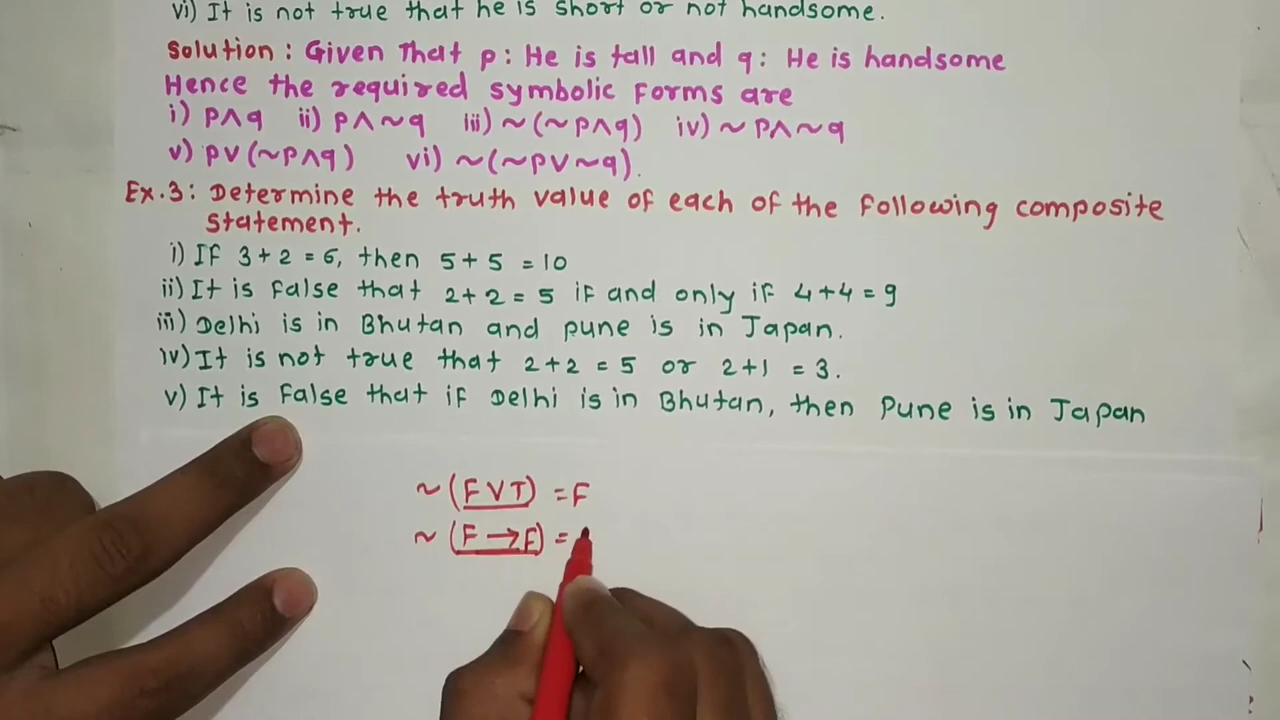 vi) It is not true that he is short or not handsome.
Solution : Given that p : He is tall and q : He is handsome
Hence the required symbolic forms are
i) p∧q ii) p∧~q iii) ~(~p∧q) iv) ~p∧~q
v) p∨(~p∧q) vi) ~(~p∨~q).
Ex.3: Determine the truth value of each of the following composite
statement.
i) If 3+2 = 6, then 5+5 = 10
ii) It is false that 2+2 = 5 if and only if 4+4 = 9
iii) Delhi is in Bhutan and pune is in Japan.
iv) It is not true that 2+2 = 5 or 2+1 = 3.
v) It is false that if Delhi is in Bhutan, then Pune is in Japan
~ (F ∨ T) = F
~ (F → F) =